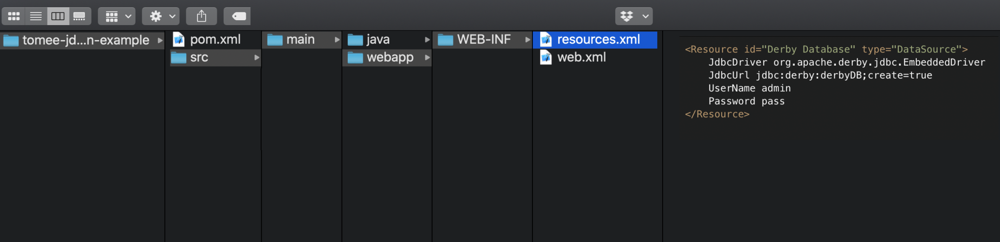 tomee-jd...n-example
pom.xml
src
main
java
webapp
WEB-INF
resources.xml
web.xml
<Resource id="Derby Database" type="DataSource">
    JdbcDriver org.apache.derby.jdbc.EmbeddedDriver
    JdbcUrl jdbc:derby:derbyDB;create=true
    UserName admin
    Password pass
</Resource>